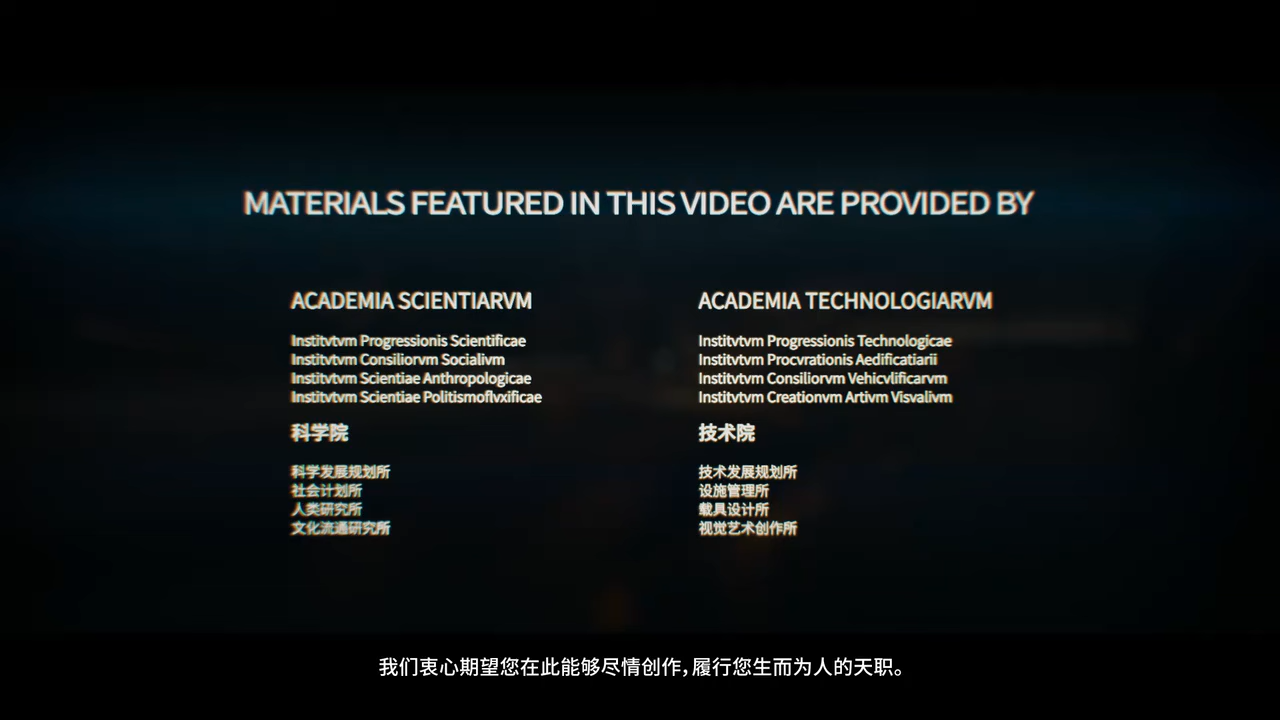 MATERIALS FEATURED IN THIS VIDEO ARE PROVIDED BY
ACADEMIA SCIENTIARVM
Institvtvm Progressionis Scientificae
Institvtvm Consiliorvm Socialivm
Institvtvm Scientiae Anthropologicae
Institvtvm Scientiae Politismoflvxificae
科学院
科学发展规划所
社会计划所
人类研究所
文化流通研究所
ACADEMIA TECHNOLOGIARVM
Institvtvm Progressionis Technologicae
Institvtvm Procvrationis Aedificatiarii
Institvtvm Consiliorvm Vehicvlificarvm
Institvtvm Creationvm Artivm Visvalivm
技术院
技术发展规划所
设施管理所
载具设计所
视觉艺术创作所
我们衷心期望您在此能够尽情创作,履行您生而为人的天职。